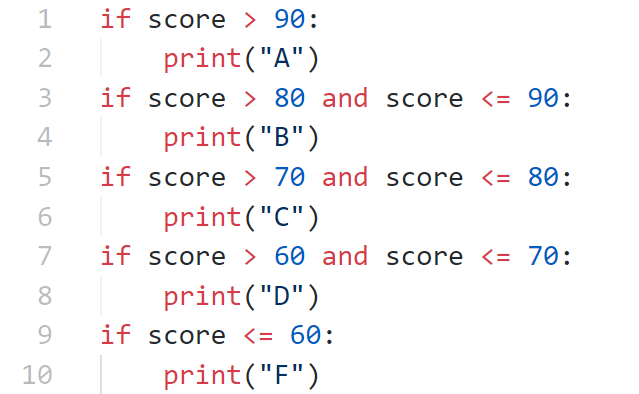 1 if score > 90:
2     print("A")
3 if score > 80 and score <= 90:
4     print("B")
5 if score > 70 and score <= 80:
6     print("C")
7 if score > 60 and score <= 70:
8     print("D")
9 if score <= 60:
10     print("F")